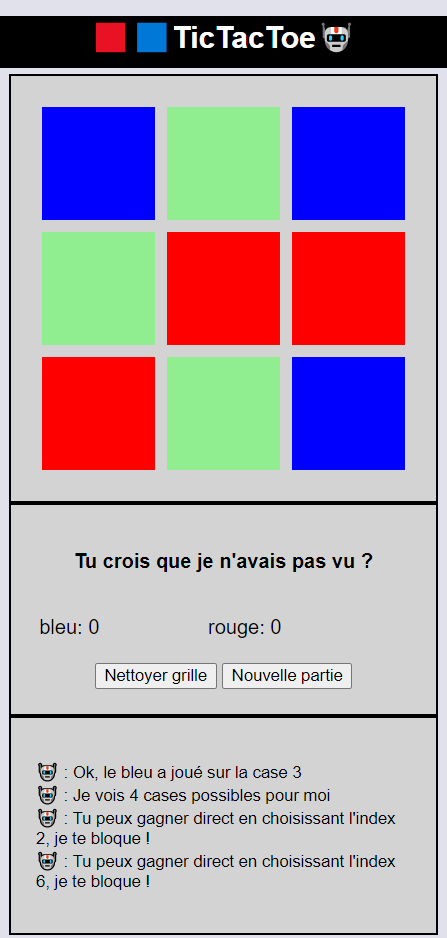 TicTacToe
Tu crois que je n'avais pas vu ?
bleu: 0 rouge: 0
Nettoyer grille Nouvelle partie
: Ok, le bleu a joué sur la case 3
: Je vois 4 cases possibles pour moi
: Tu peux gagner direct en choisissant l'index
2, je te bloque !
: Tu peux gagner direct en choisissant l'index
6, je te bloque !